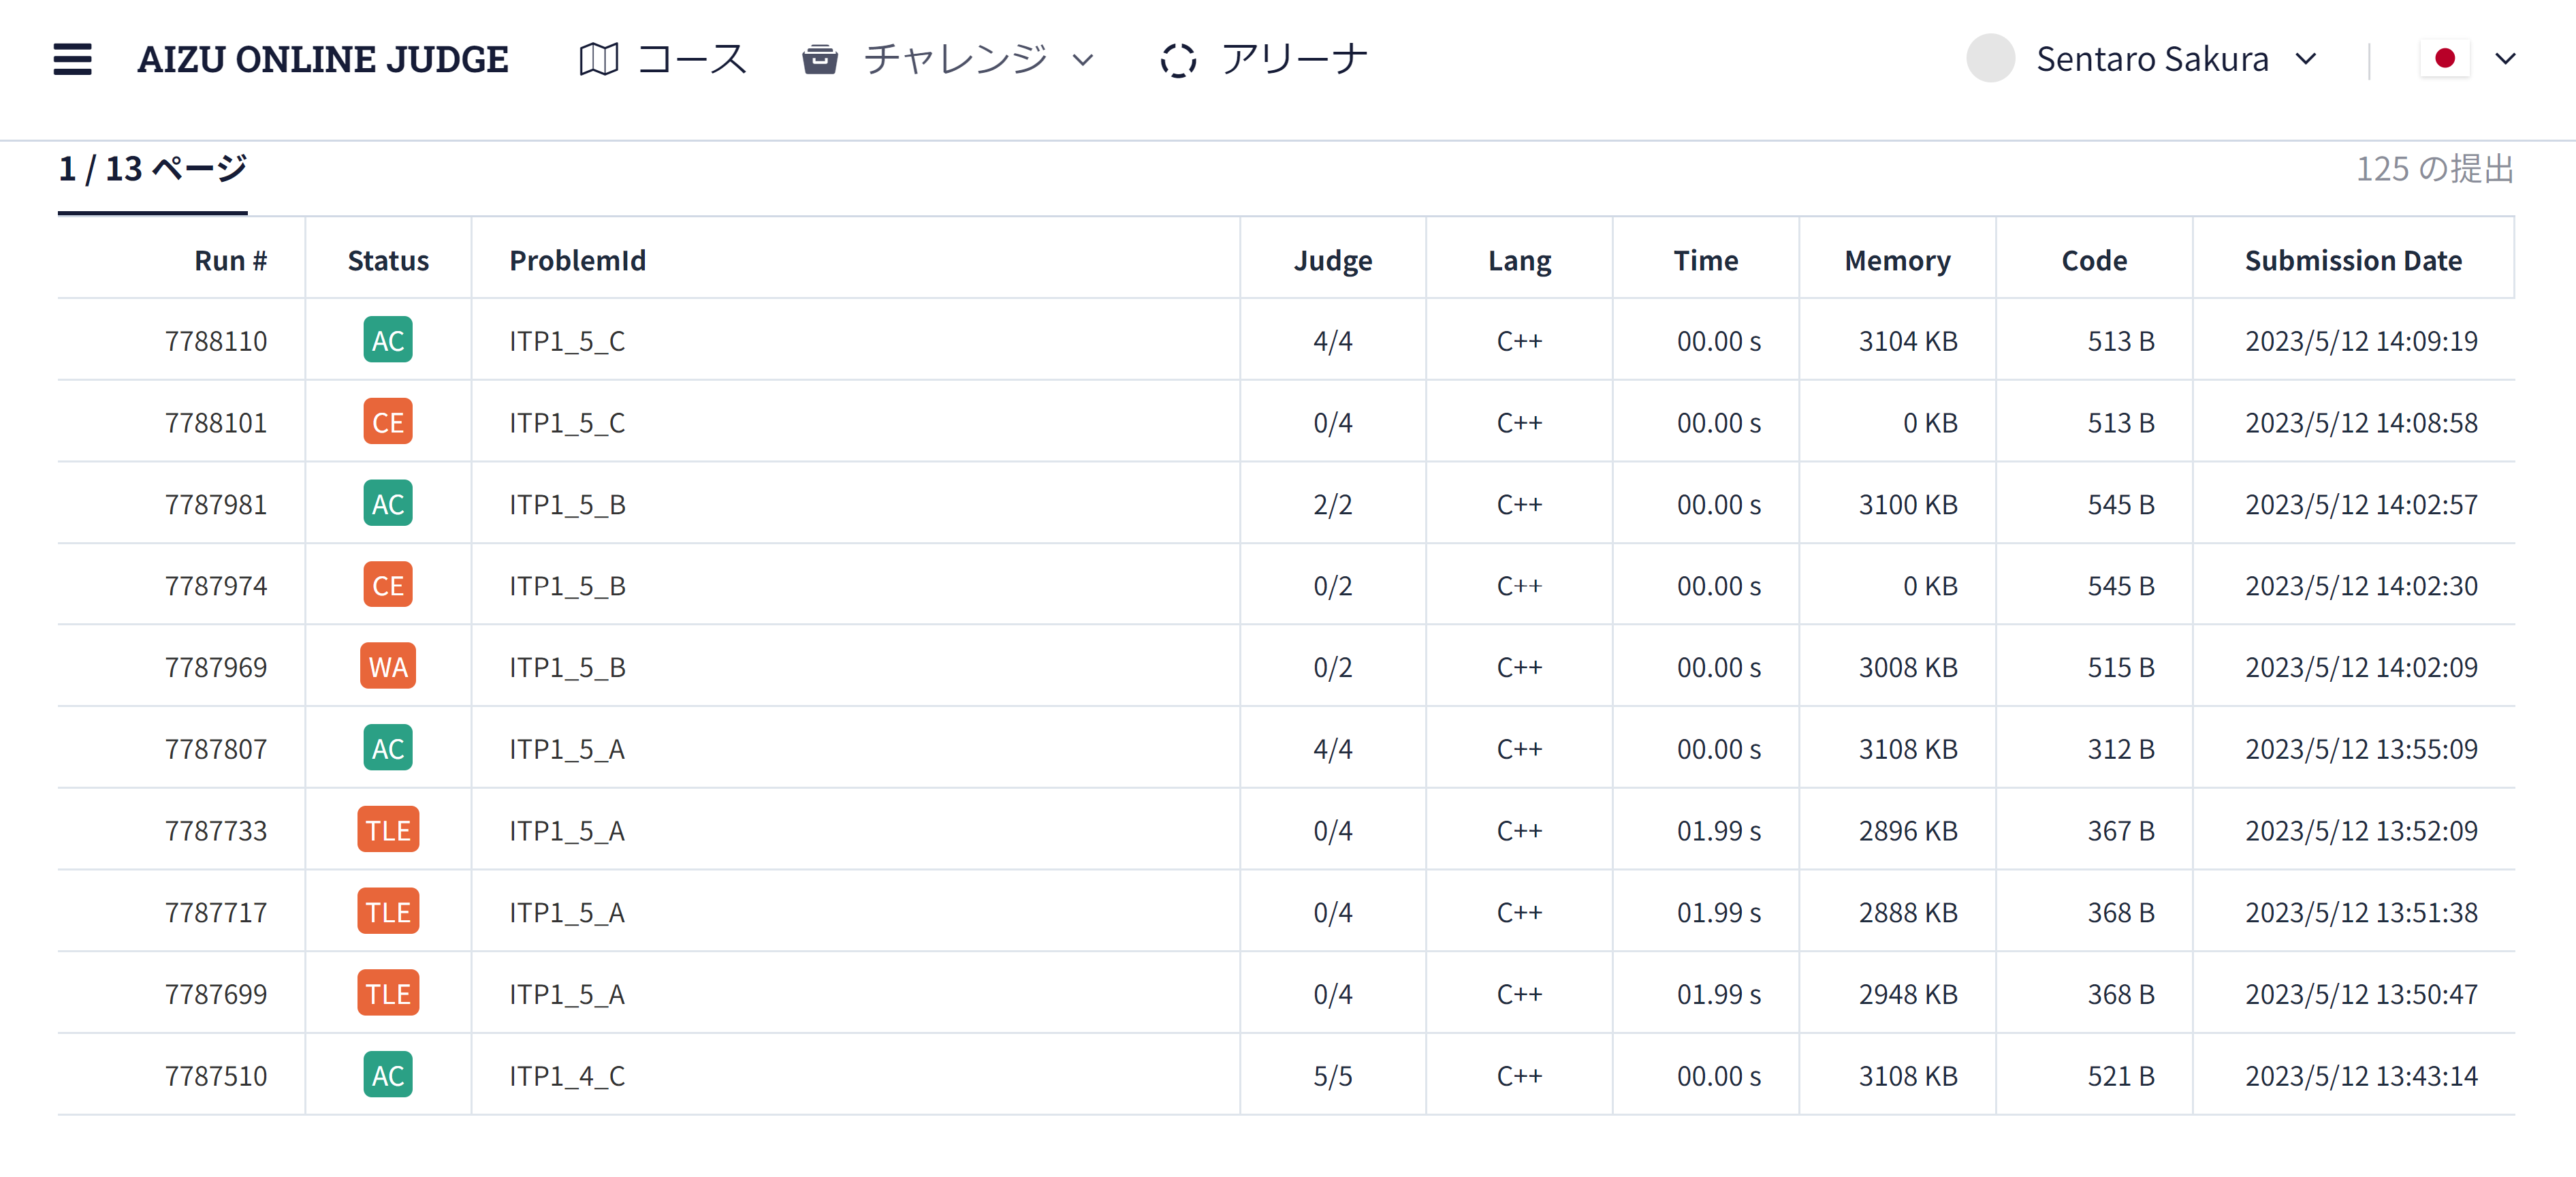 AIZU ONLINE JUDGE コース チャレンジ アリーナ Sentaro Sakura
1 / 13 ページ 125 の提出
Run # Status ProblemId Judge Lang Time Memory Code Submission Date
7788110 AC ITP1_5_C 4/4 C++ 00.00 s 3104 KB 513 B 2023/5/12 14:09:19
7788101 CE ITP1_5_C 0/4 C++ 00.00 s 0 KB 513 B 2023/5/12 14:08:58
7787981 AC ITP1_5_B 2/2 C++ 00.00 s 3100 KB 545 B 2023/5/12 14:02:57
7787974 CE ITP1_5_B 0/2 C++ 00.00 s 0 KB 545 B 2023/5/12 14:02:30
7787969 WA ITP1_5_B 0/2 C++ 00.00 s 3008 KB 515 B 2023/5/12 14:02:09
7787807 AC ITP1_5_A 4/4 C++ 00.00 s 3108 KB 312 B 2023/5/12 13:55:09
7787733 TLE ITP1_5_A 0/4 C++ 01.99 s 2896 KB 367 B 2023/5/12 13:52:09
7787717 TLE ITP1_5_A 0/4 C++ 01.99 s 2888 KB 368 B 2023/5/12 13:51:38
7787699 TLE ITP1_5_A 0/4 C++ 01.99 s 2948 KB 368 B 2023/5/12 13:50:47
7787510 AC ITP1_4_C 5/5 C++ 00.00 s 3108 KB 521 B 2023/5/12 13:43:14